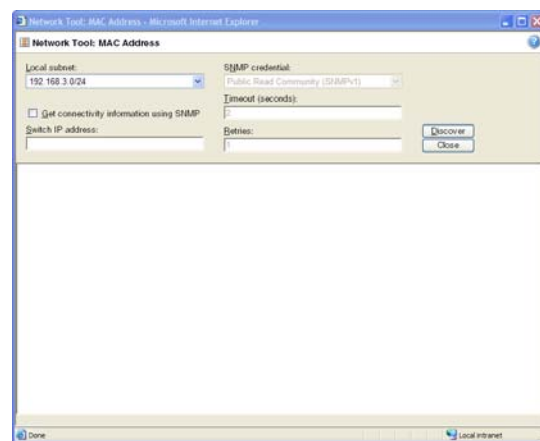 Network Tool: MAC Address - Microsoft Internet Explorer
Network Tool: MAC Address
Local subnet:
192.168.3.0/24
SNMP credential:
Public Read Community (SNMPv1)
Timeout (seconds):
2
Get connectivity information using SNMP
Switch IP address:
Retries:
1
Discover
Close
Done
Local intranet